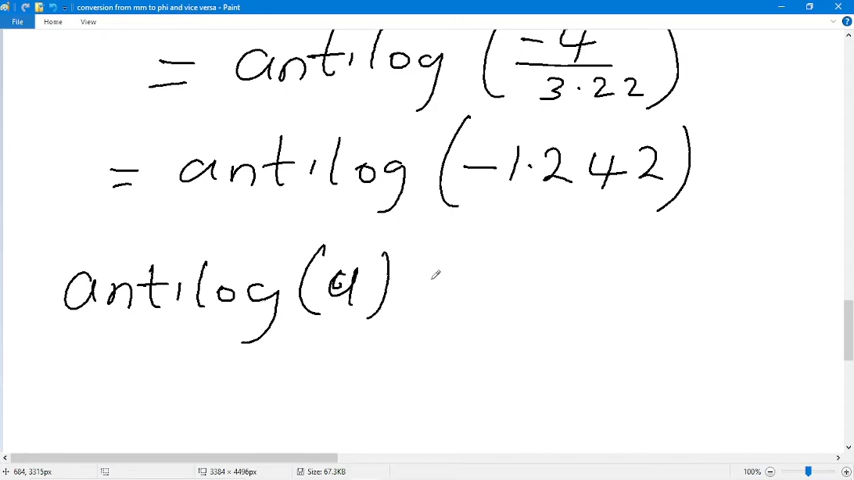 conversion from mm to phi and vice versa - Paint
File Home View
= antilog (-4/3.22)
= antilog (-1.242)
antilog (a)
684, 3315px 3384 × 4496px Size: 67.3KB 100%